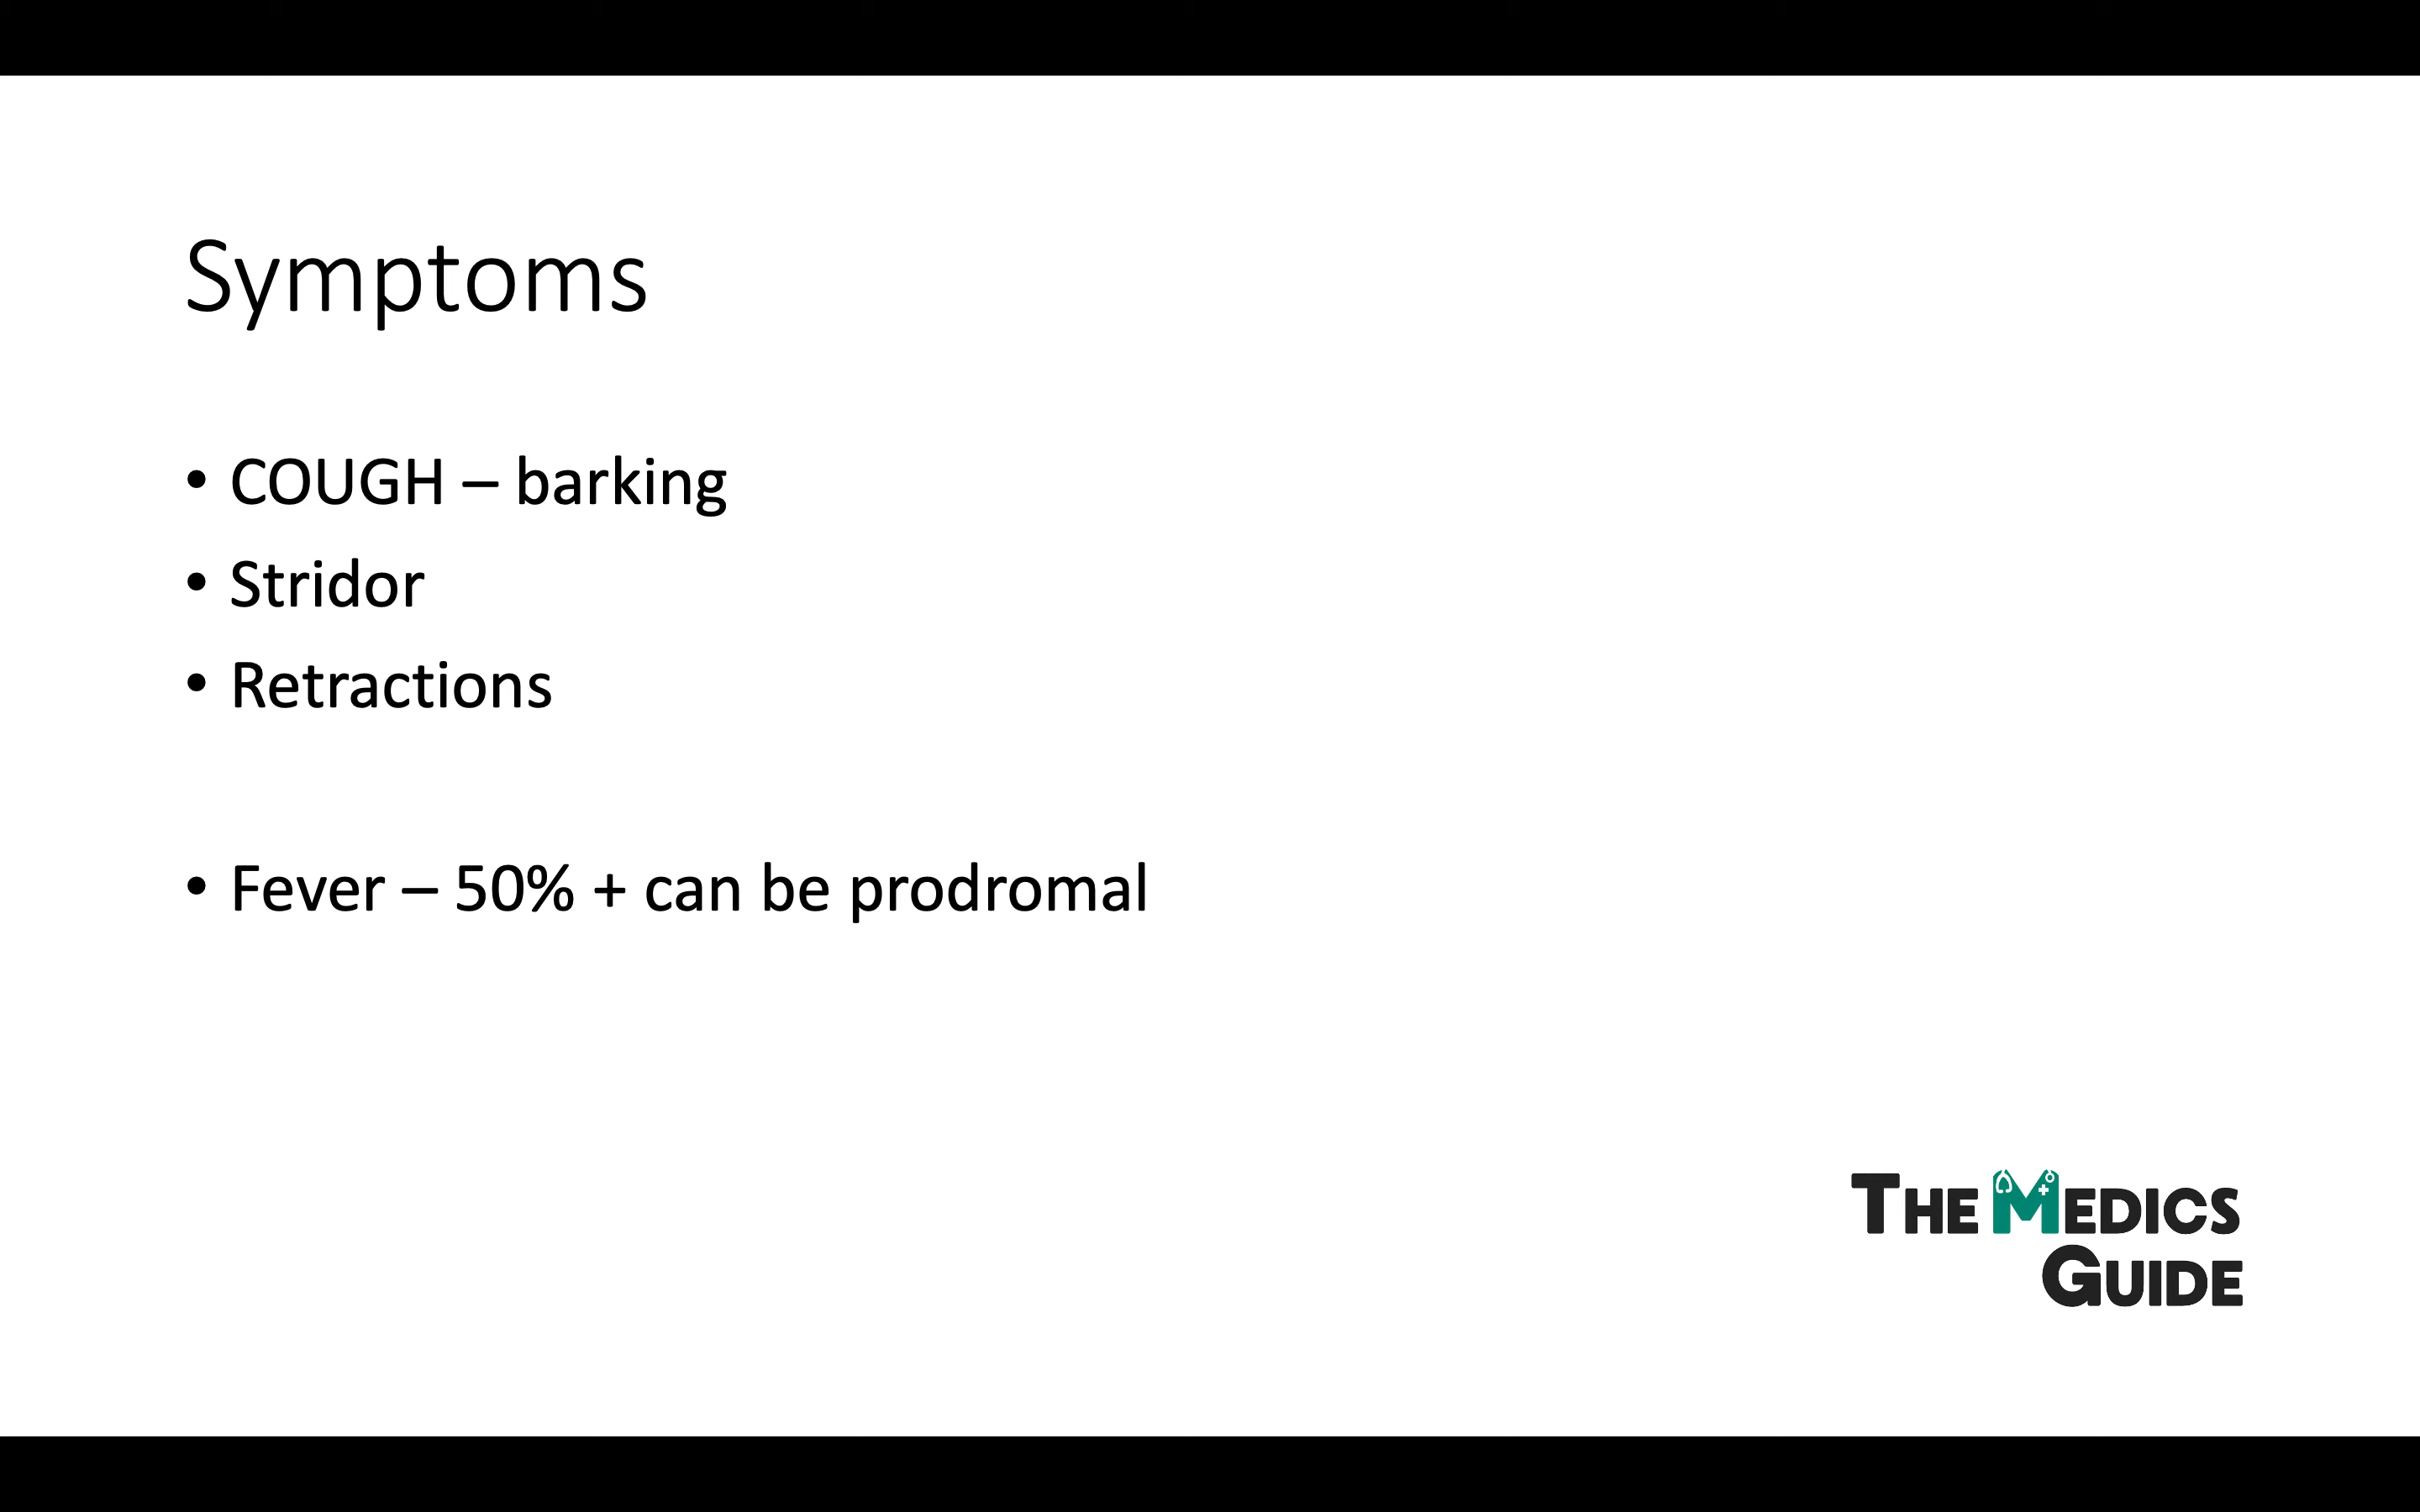 Symptoms
• COUGH – barking
• Stridor
• Retractions
• Fever – 50% + can be prodromal
THE MEDICS
GUIDE